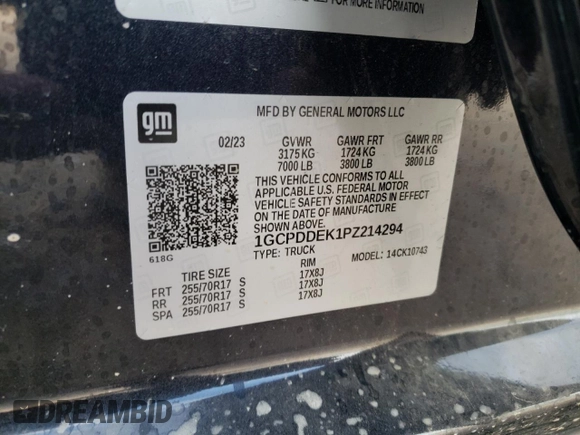 FOR MORE INFORMATION
gm
MFD BY GENERAL MOTORS LLC
02/23 GVWR GAWR FRT GAWR RR
3175 KG 1724 KG 1724 KG
7000 LB 3800 LB 3800 LB
THIS VEHICLE CONFORMS TO ALL
APPLICABLE U.S. FEDERAL MOTOR
VEHICLE SAFETY STANDARDS IN EFFECT
ON THE DATE OF MANUFACTURE
SHOWN ABOVE.
1GCPDDEK1PZ214294
TYPE: TRUCK MODEL: 14CK10743
618G
TIRE SIZE RIM
FRT 255/70R17 S 17X8J
RR 255/70R17 S 17X8J
SPA 255/70R17 S 17X8J
DREAMBID